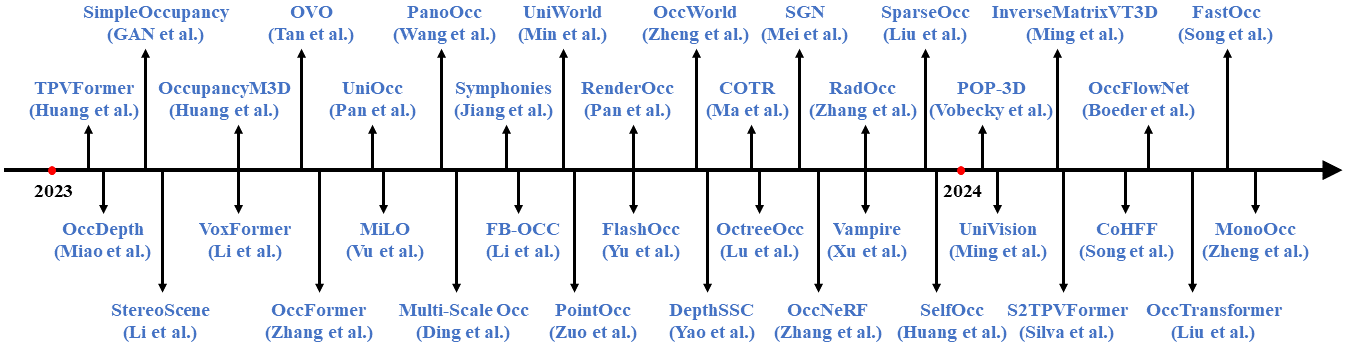 SimpleOccupancy
(GAN et al.)
OVO
(Tan et al.)
PanoOcc
(Wang et al.)
UniWorld
(Min et al.)
OccWorld
(Zheng et al.)
SGN
(Mei et al.)
SparseOcc
(Liu et al.)
InverseMatrixVT3D
(Ming et al.)
FastOcc
(Song et al.)
TPVFormer
(Huang et al.)
OccupancyM3D
(Huang et al.)
UniOcc
(Pan et al.)
Symphonies
(Jiang et al.)
RenderOcc
(Pan et al.)
COTR
(Ma et al.)
RadOcc
(Zhang et al.)
POP-3D
(Vobecky et al.)
OccFlowNet
(Boeder et al.)
2023
2024
OccDepth
(Miao et al.)
VoxFormer
(Li et al.)
MiLO
(Vu et al.)
FB-OCC
(Li et al.)
FlashOcc
(Yu et al.)
OctreeOcc
(Lu et al.)
Vampire
(Xu et al.)
UniVision
(Ming et al.)
CoHFF
(Song et al.)
MonoOcc
(Zheng et al.)
StereoScene
(Li et al.)
OccFormer
(Zhang et al.)
Multi-Scale Occ
(Ding et al.)
PointOcc
(Zuo et al.)
DepthSSC
(Yao et al.)
OccNeRF
(Zhang et al.)
SelfOcc
(Huang et al.)
S2TPVFormer
(Silva et al.)
OccTransformer
(Liu et al.)